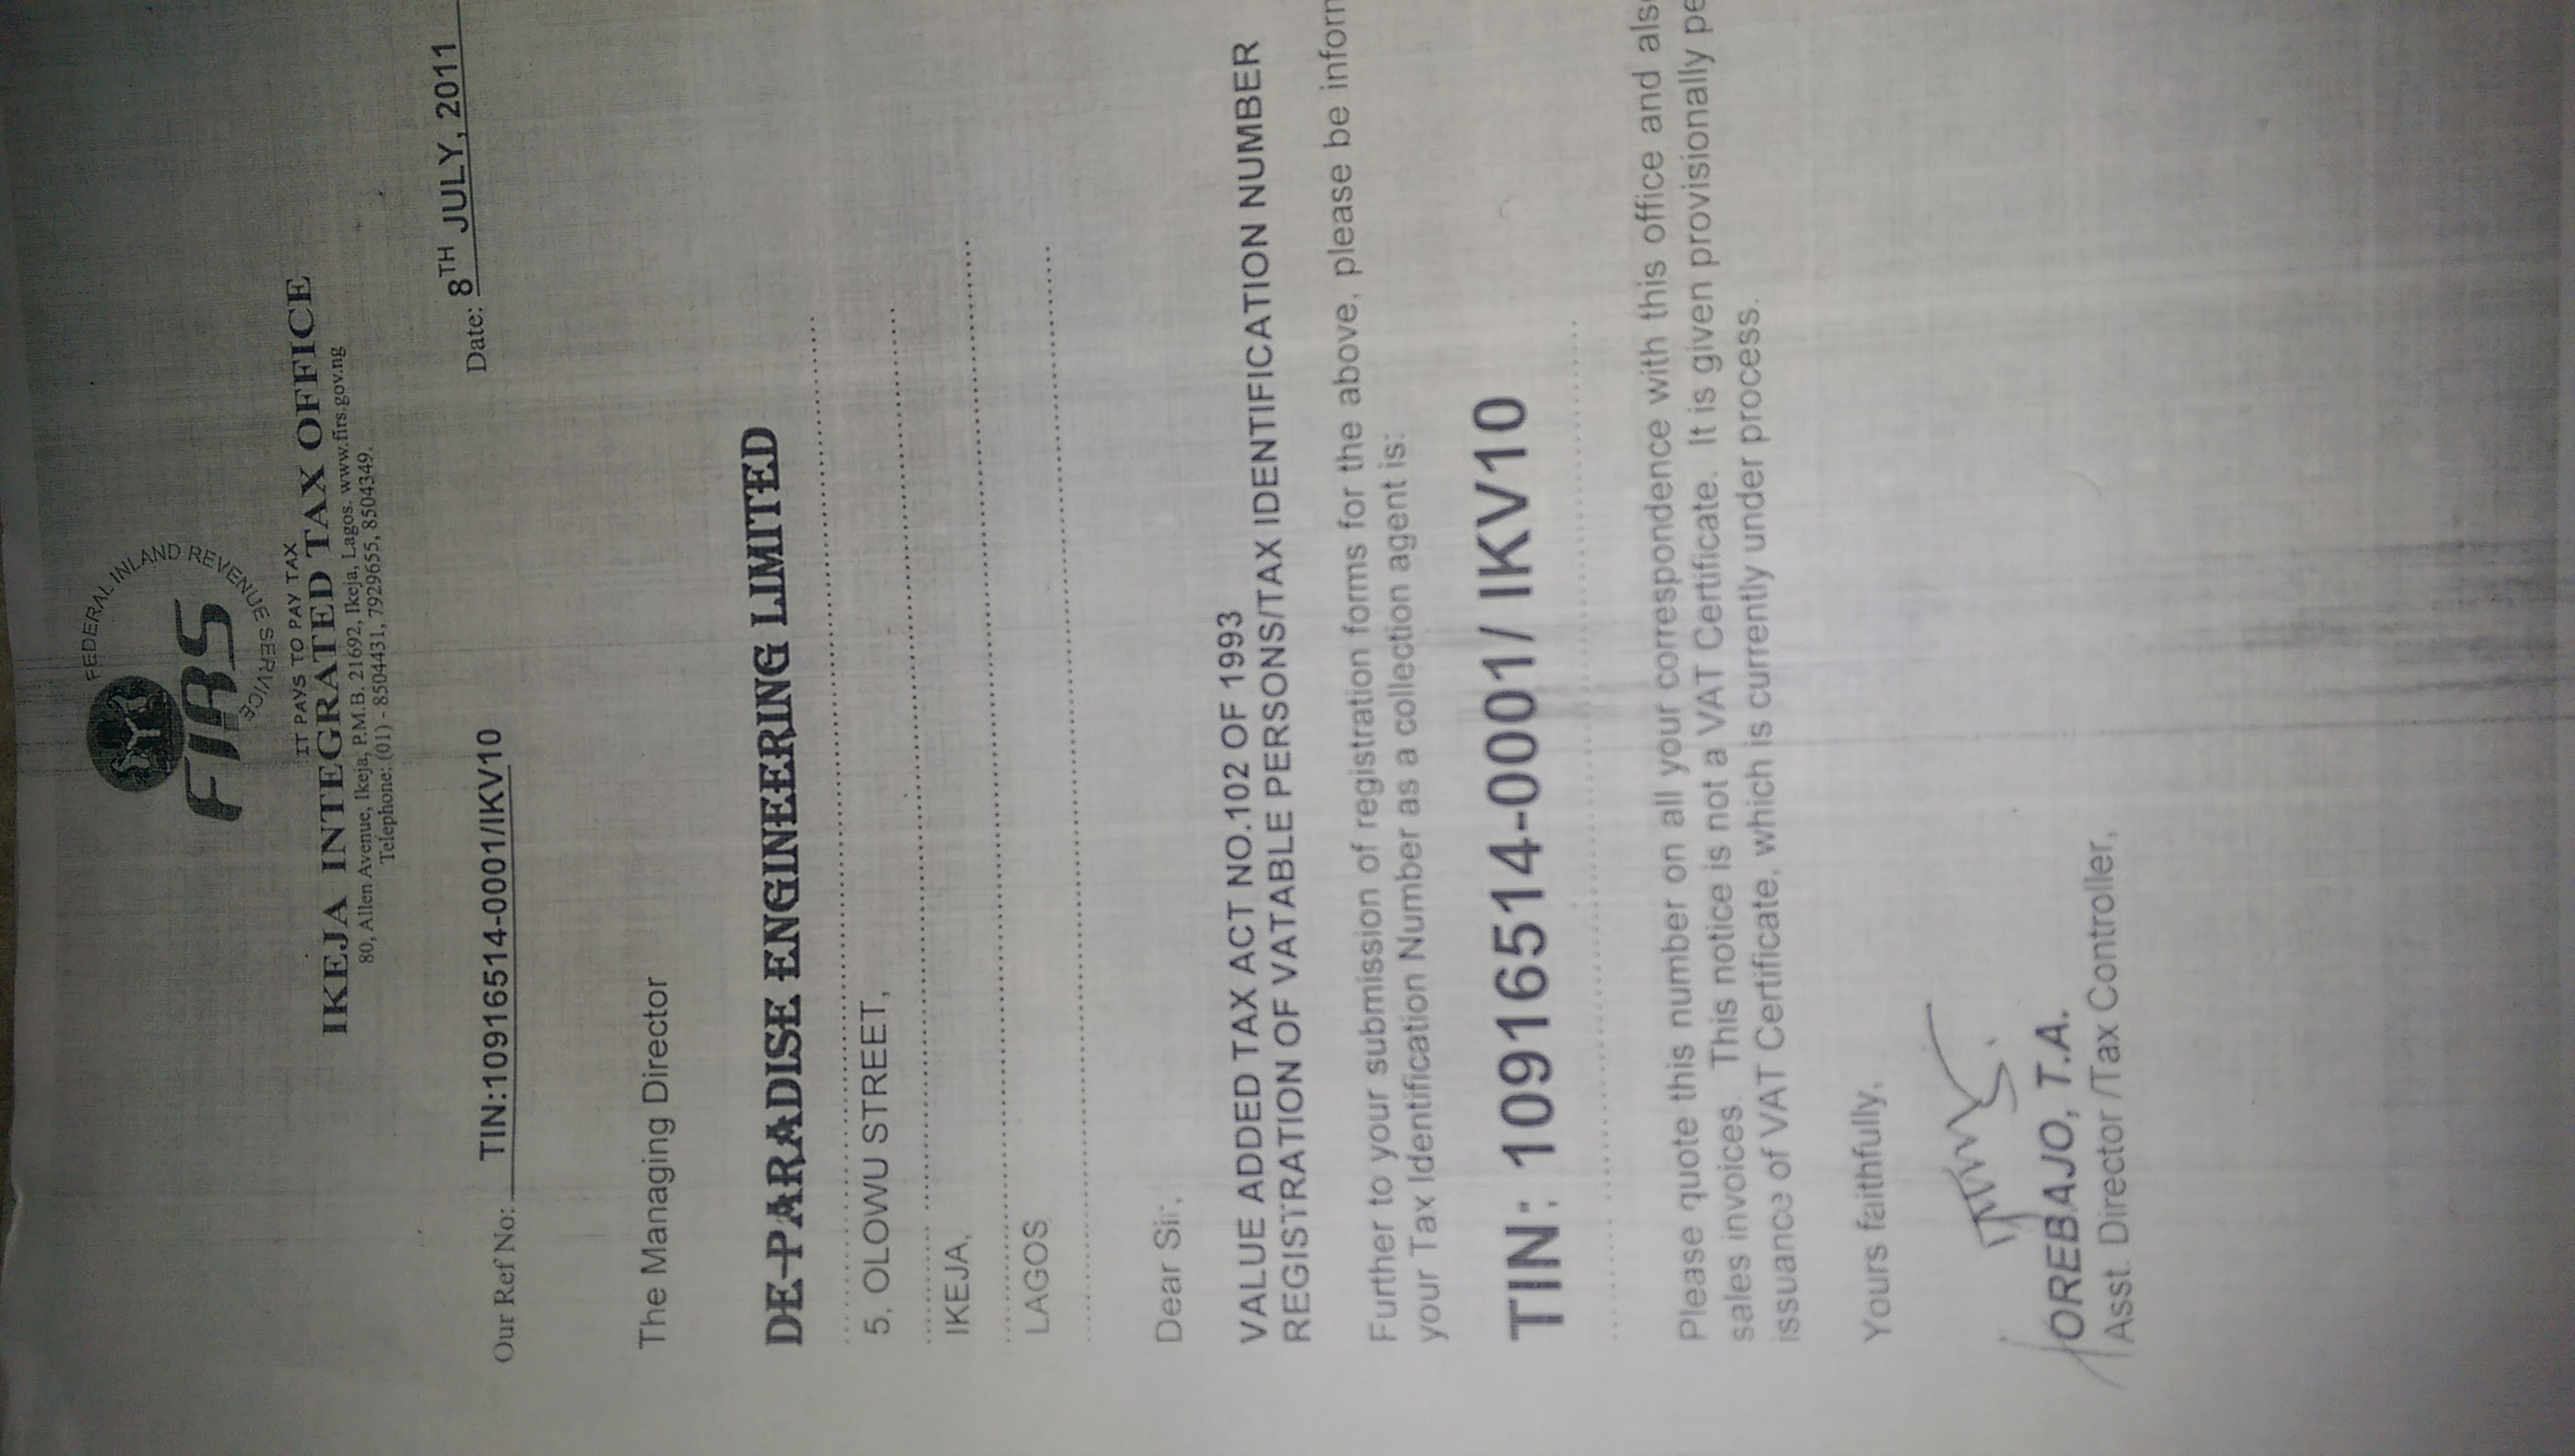 FEDERAL INLAND REVENUE SERVICE
FIRS
IT PAYS TO PAY TAX
IKEJA INTEGRATED TAX OFFICE
80, Allen Avenue, Ikeja, P.M.B. 21692, Ikeja, Lagos. www.firs.gov.ng
Telephone: (01) - 8504431, 7929655, 8504349.
Our Ref No: TIN:10916514-0001/IKV10
Date: 8TH JULY, 2011
The Managing Director
DE-PARADISE ENGINEERING LIMITED
5, OLOWU STREET,
IKEJA,
LAGOS
Dear Sir,
VALUE ADDED TAX ACT NO.102 OF 1993
REGISTRATION OF VATABLE PERSONS/TAX IDENTIFICATION NUMBER
Further to your submission of registration forms for the above, please be inform
your Tax Identification Number as a collection agent is:
TIN: 10916514-0001/ IKV10
Please quote this number on all your correspondence with this office and also
sales invoices. This notice is not a VAT Certificate. It is given provisionally pe
issuance of VAT Certificate, which is currently under process.
Yours faithfully,
OREBAJO, T.A.
Asst. Director /Tax Controller,